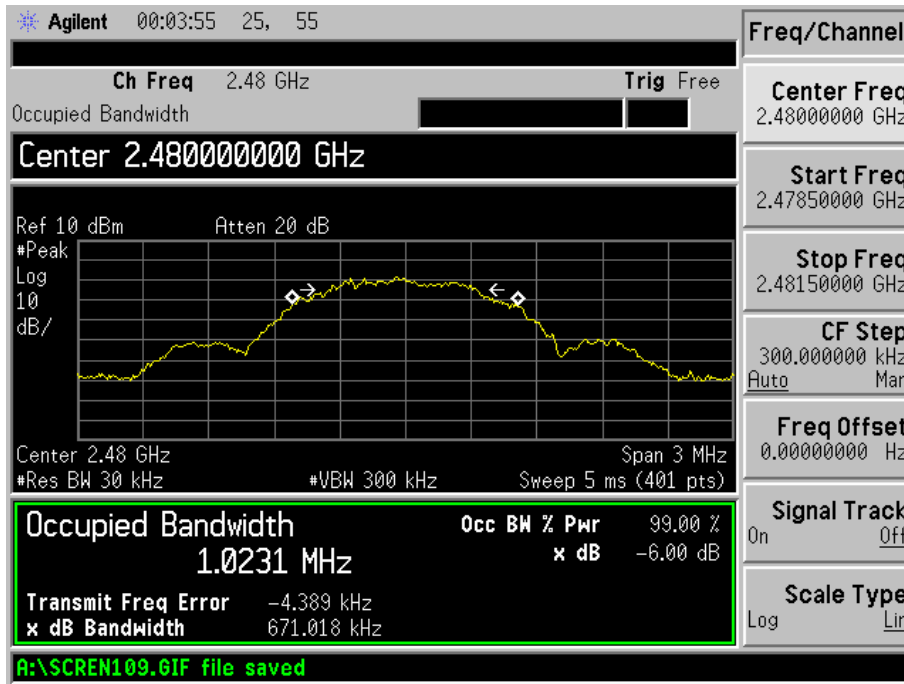 Agilent 00:03:55 25, 55
Freq/Channel
Ch Freq 2.48 GHz Trig Free
Occupied Bandwidth
Center 2.480000000 GHz
Ref 10 dBm Atten 20 dB
#Peak
Log
10
dB/
Center 2.48 GHz Span 3 MHz
#Res BW 30 kHz #VBW 300 kHz Sweep 5 ms (401 pts)
Occupied Bandwidth
1.0231 MHz
Occ BW % Pwr 99.00 %
x dB -6.00 dB
Transmit Freq Error -4.389 kHz
x dB Bandwidth 671.018 kHz
A:\SCREN109.GIF file saved
Center Freq
2.48000000 GHz
Start Freq
2.47850000 GHz
Stop Freq
2.48150000 GHz
CF Step
300.000000 kHz
Auto Man
Freq Offset
0.00000000 Hz
Signal Track
On Off
Scale Type
Log Lin